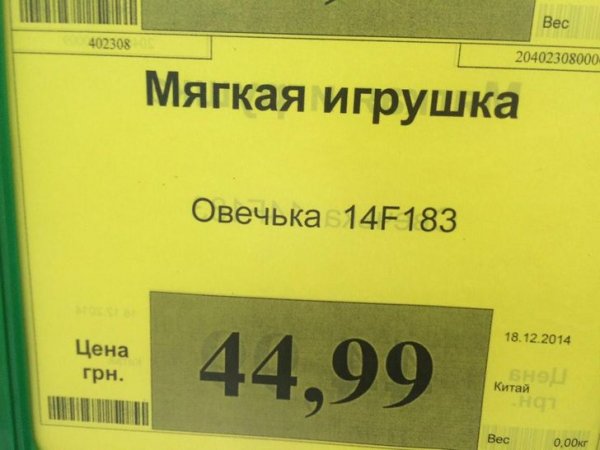 Вес
402308
20402308000
Мягкая игрушка
Овечька 14F183
18.12.2014
Цена
грн.
44,99
Китай
Вес 0,00кг